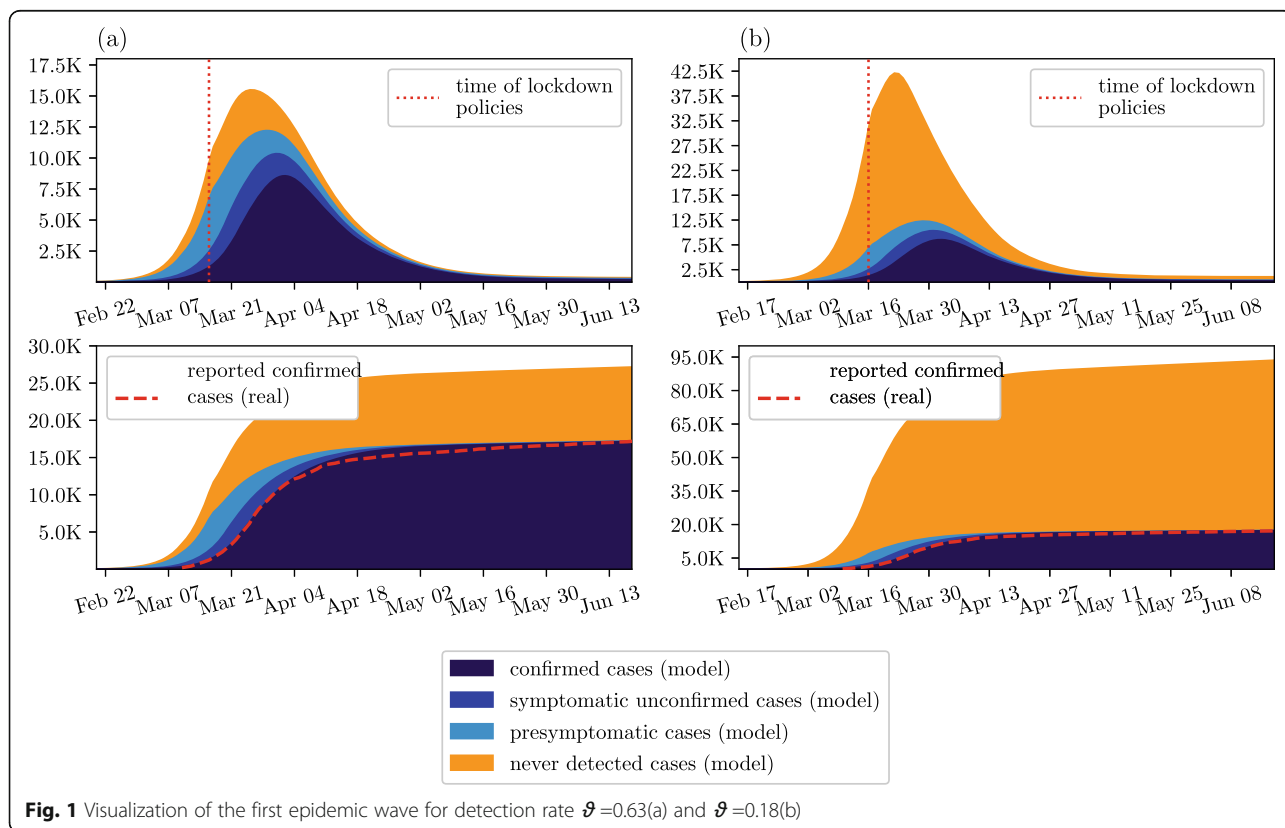 (a)
17.5K
15.0K
12.5K
10.0K
7.5K
5.0K
2.5K
time of lockdown
policies
Feb 22 Mar 07 Mar 21 Apr 04 Apr 18 May 02 May 16 May 30 Jun 13
(b)
42.5K
37.5K
32.5K
27.5K
22.5K
17.5K
12.5K
7.5K
2.5K
time of lockdown
policies
Feb 17 Mar 02 Mar 16 Mar 30 Apr 13 Apr 27 May 11 May 25 Jun 08
30.0K
25.0K
20.0K
15.0K
10.0K
5.0K
reported confirmed
cases (real)
Feb 22 Mar 07 Mar 21 Apr 04 Apr 18 May 02 May 16 May 30 Jun 13
95.0K
80.0K
65.0K
50.0K
35.0K
20.0K
5.0K
reported confirmed
cases (real)
Feb 17 Mar 02 Mar 16 Mar 30 Apr 13 Apr 27 May 11 May 25 Jun 08
confirmed cases (model)
symptomatic unconfirmed cases (model)
presymptomatic cases (model)
never detected cases (model)
Fig. 1 Visualization of the first epidemic wave for detection rate ϑ =0.63(a) and ϑ =0.18(b)